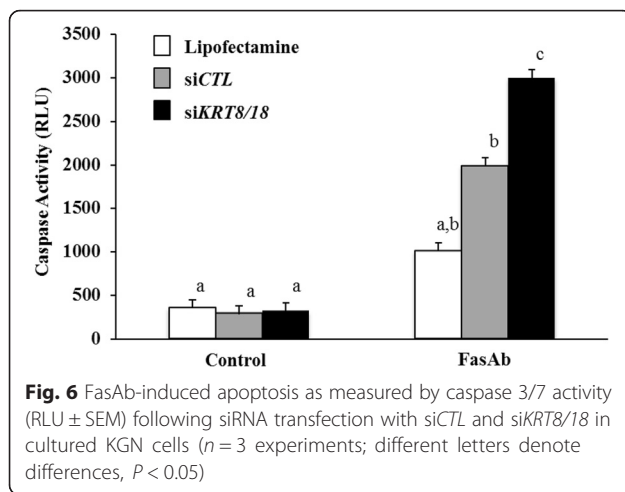 3500
3000
2500
2000
1500
1000
500
0
Caspase Activity (RLU)
Lipofectamine
siCTL
siKRT8/18
a
a
a
a,b
b
c
Control
FasAb
Fig. 6 FasAb-induced apoptosis as measured by caspase 3/7 activity
(RLU ± SEM) following siRNA transfection with siCTL and siKRT8/18 in
cultured KGN cells (n = 3 experiments; different letters denote
differences, P < 0.05)